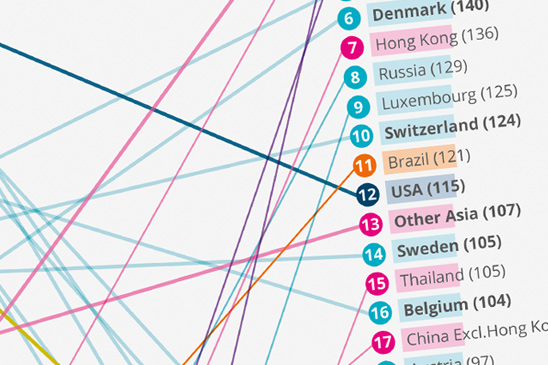 6 Denmark (140)
7 Hong Kong (136)
8 Russia (129)
9 Luxembourg (125)
10 Switzerland (124)
11 Brazil (121)
12 USA (115)
13 Other Asia (107)
14 Sweden (105)
15 Thailand (105)
16 Belgium (104)
17 China Excl.Hong Ko
Austria (97)